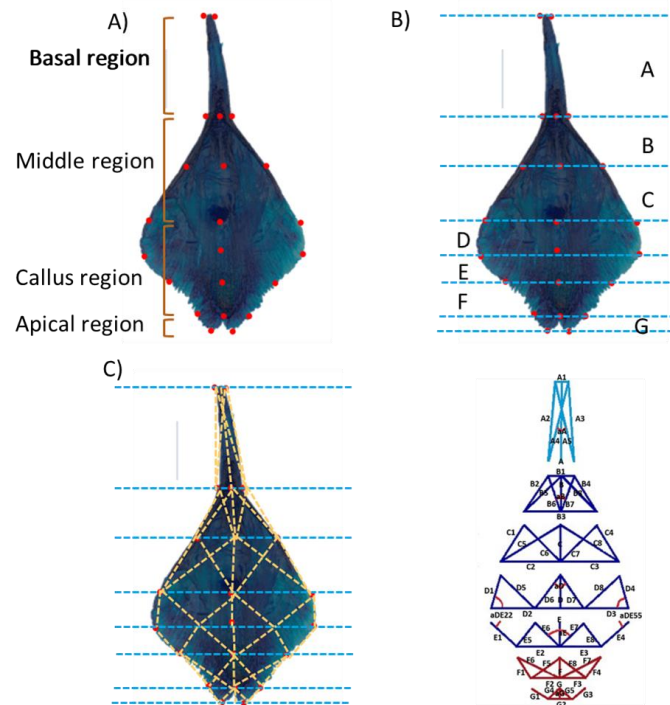 A)
B)
Basal region
Middle region
Callus region
Apical region
A
B
C
D
E
F
G
C)
A1
A2 A3
A4 A5
A
B1
B2 B4
B6 B7
B3
C1 C4
C5 C C8
C6 C7
C2 C3
D1 D5 D8 D4
D6 D D7
D2 D3
aDE22 aDE55
E
E6 E7
E1 E5 E8 E4
E2 E3
F6 F5 F8 F7
F1 F F4
F2 F3
G
G4 G5
G1 G3
G2